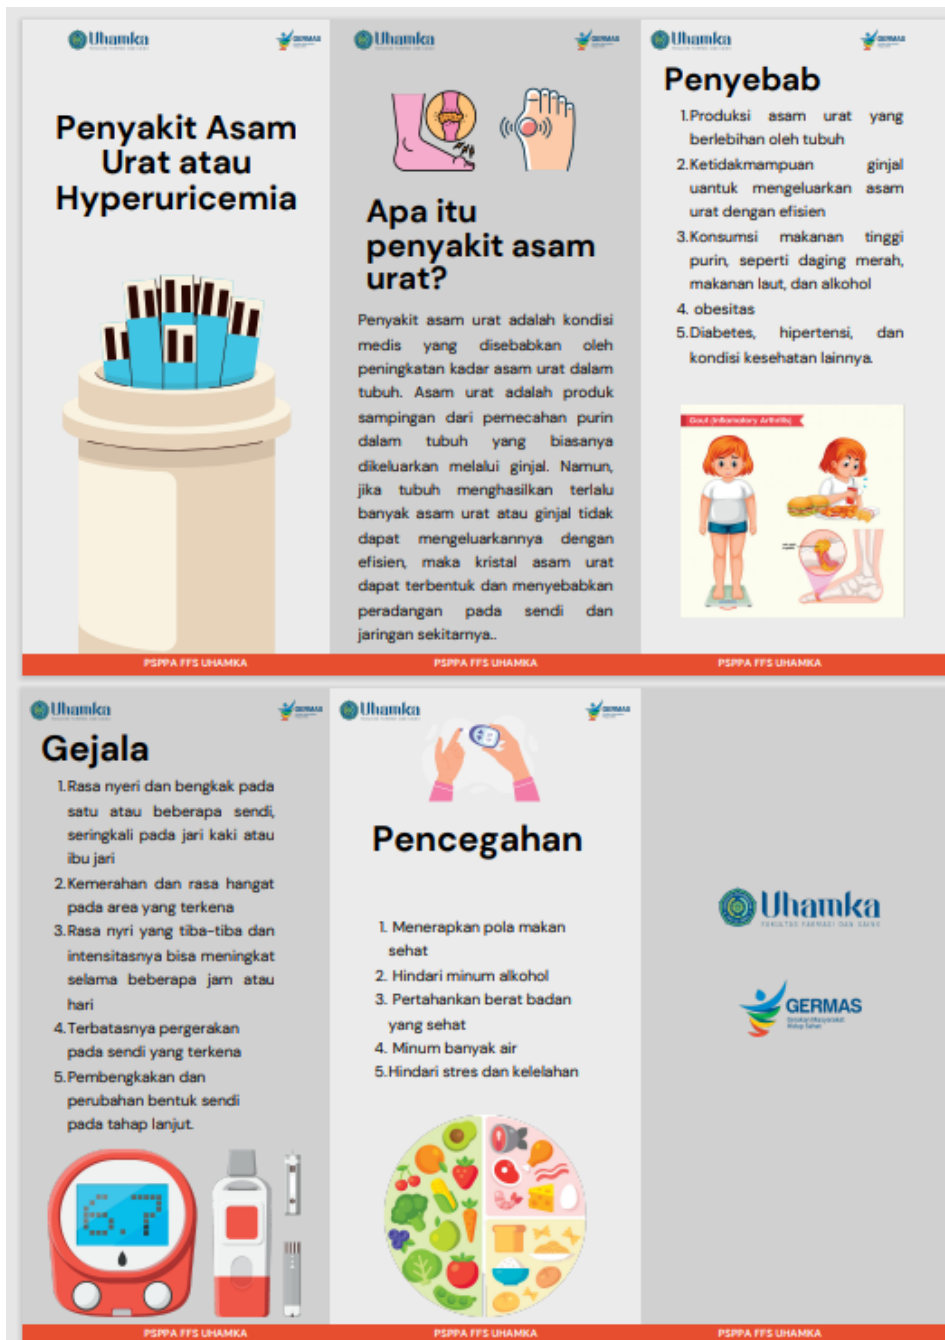 Uhamka
GERMAS
Penyakit Asam
Urat atau
Hyperuricemia
PSPPA FFS UHAMKA
Uhamka
GERMAS
Apa itu
penyakit asam
urat?
Penyakit asam urat adalah kondisi
medis yang disebabkan oleh
peningkatan kadar asam urat dalam
tubuh. Asam urat adalah produk
sampingan dari pemecahan purin
dalam tubuh yang biasanya
dikeluarkan melalui ginjal. Namun,
jika tubuh menghasilkan terlalu
banyak asam urat atau ginjal tidak
dapat mengeluarkannya dengan
efisien, maka kristal asam urat
dapat terbentuk dan menyebabkan
peradangan pada sendi dan
jaringan sekitarnya..
PSPPA FFS UHAMKA
Uhamka
GERMAS
Penyebab
1.Produksi asam urat yang
berlebihan oleh tubuh
2.Ketidakmampuan ginjal
uantuk mengeluarkan asam
urat dengan efisien
3.Konsumsi makanan tinggi
purin, seperti daging merah,
makanan laut, dan alkohol
4. obesitas
5.Diabetes, hipertensi, dan
kondisi kesehatan lainnya.
Gout (Inflamatory Arthritis)
PSPPA FFS UHAMKA
Uhamka
GERMAS
Gejala
1.Rasa nyeri dan bengkak pada
satu atau beberapa sendi,
seringkali pada jari kaki atau
ibu jari
2.Kemerahan dan rasa hangat
pada area yang terkena
3.Rasa nyri yang tiba-tiba dan
intensitasnya bisa meningkat
selama beberapa jam atau
hari
4.Terbatasnya pergerakan
pada sendi yang terkena
5.Pembengkakan dan
perubahan bentuk sendi
pada tahap lanjut.
6.7
PSPPA FFS UHAMKA
Uhamka
GERMAS
Pencegahan
1. Menerapkan pola makan
sehat
2. Hindari minum alkohol
3. Pertahankan berat badan
yang sehat
4. Minum banyak air
5.Hindari stres dan kelelahan
PSPPA FFS UHAMKA
Uhamka
FAKULTAS FARMASI DAN SAINS
GERMAS
Gerakan Masyarakat
Hidup Sehat
PSPPA FFS UHAMKA